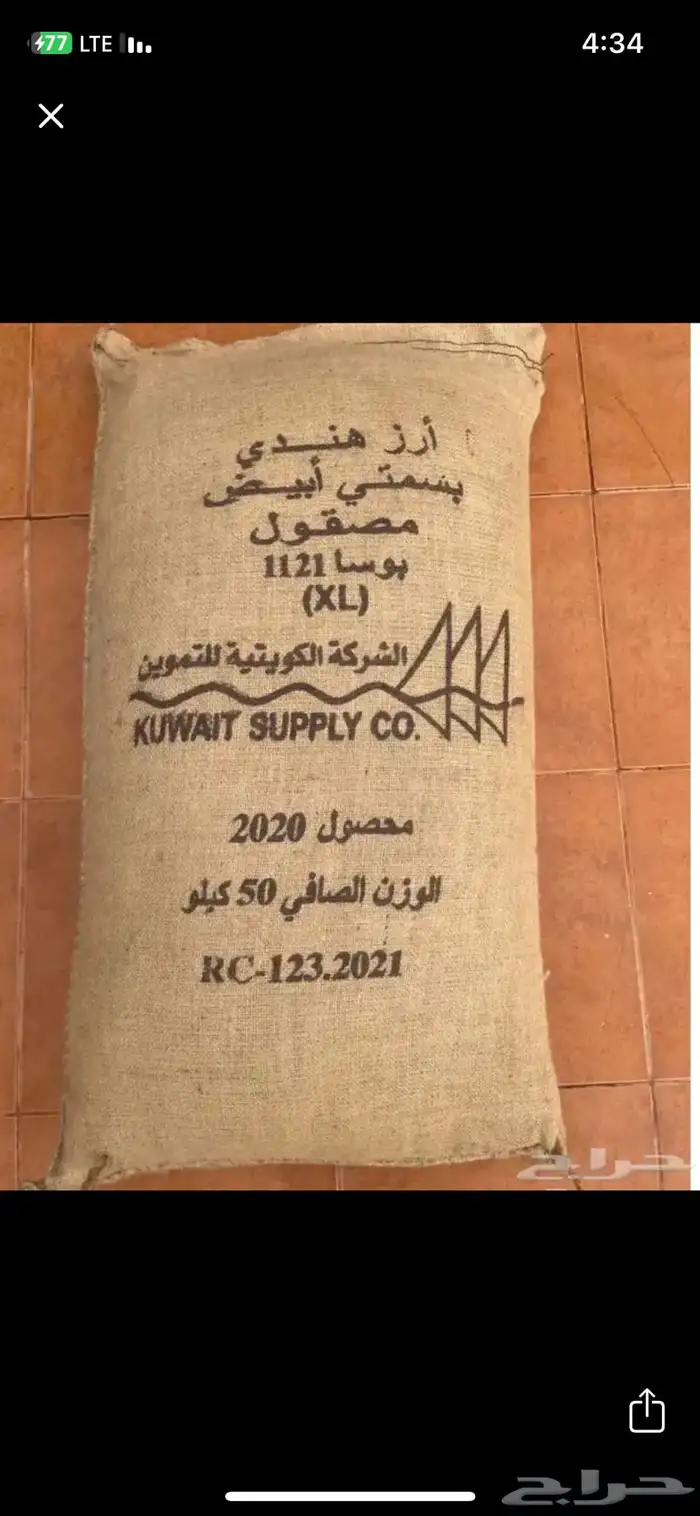 77 LTE
4:34
أرز هندي
بسمتي أبيض
مصقول
بوسا 1121
(XL)
الشركة الكويتية للتموين
KUWAIT SUPPLY CO.
محصول 2020
الوزن الصافي 50 كيلو
RC-123.2021
حراج
حراج